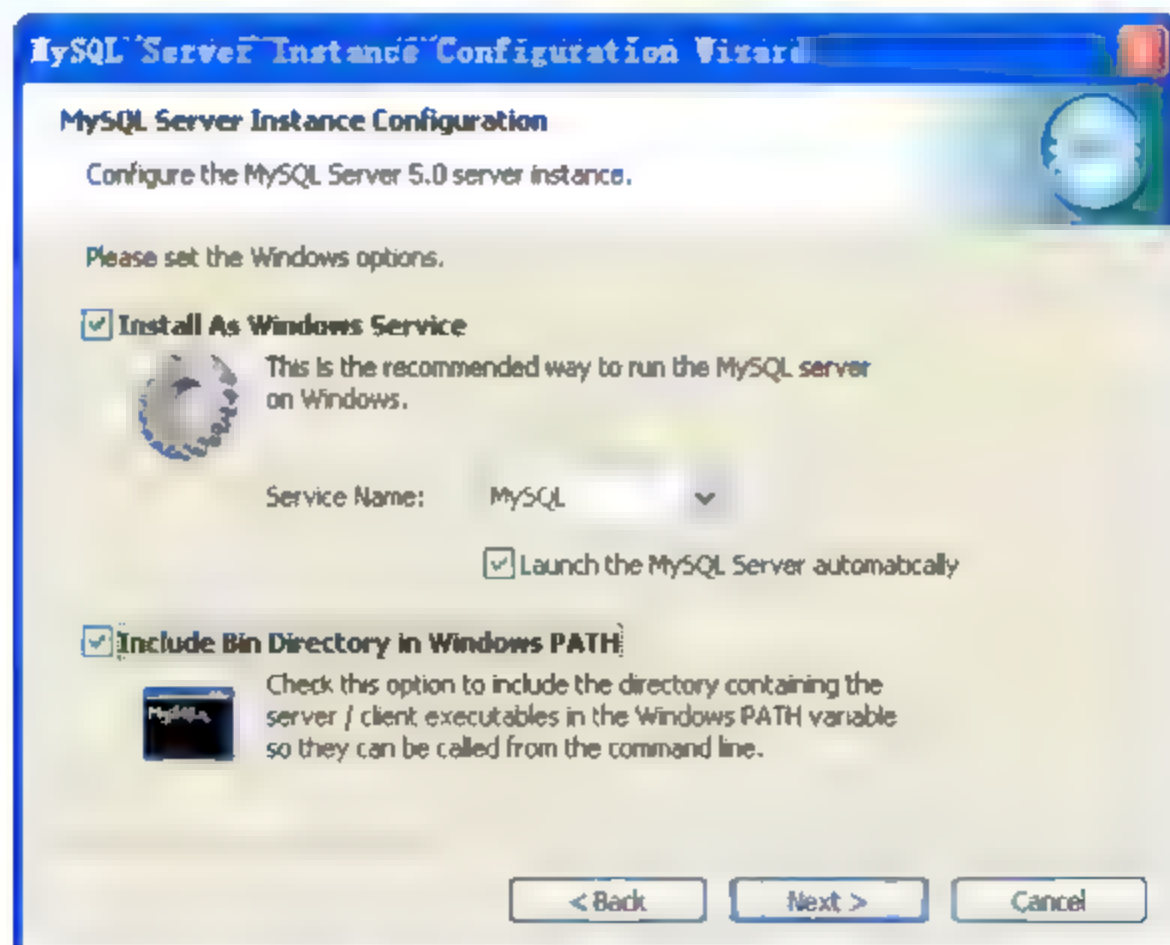 MySQL Server Instance Configuration Wizard
MySQL Server Instance Configuration
Configure the MySQL Server 5.0 server instance.
Please set the Windows options.
Install As Windows Service
This is the recommended way to run the MySQL server
on Windows.
Service Name: MySQL
Launch the MySQL Server automatically
Include Bin Directory in Windows PATH
Check this option to include the directory containing the
server / client executables in the Windows PATH variable
so they can be called from the command line.
< Back Next > Cancel